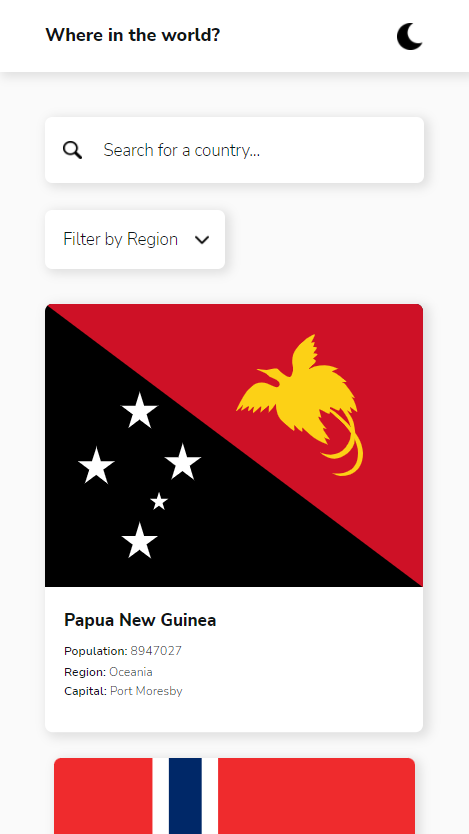 Where in the world?
Search for a country...
Filter by Region
Papua New Guinea
Population: 8947027
Region: Oceania
Capital: Port Moresby